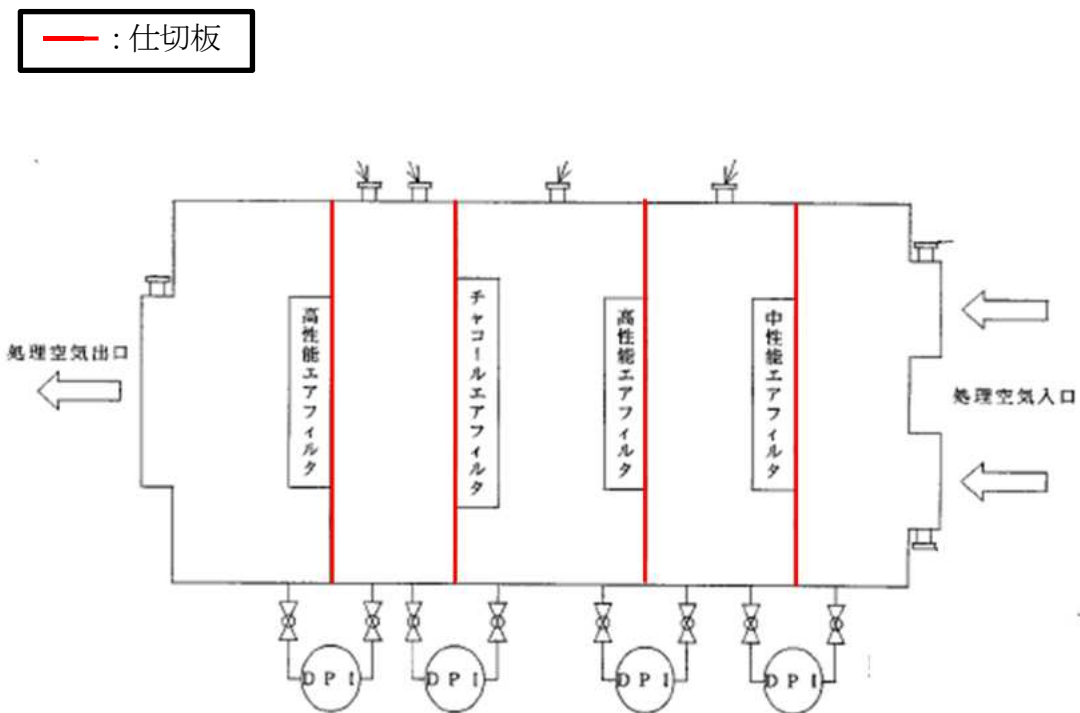 : 仕切板
処理空気出口
高性能エアフィルタ
チャコールエアフィルタ
高性能エアフィルタ
中性能エアフィルタ
処理空気入口
DPI
DPI
DPI
DPI